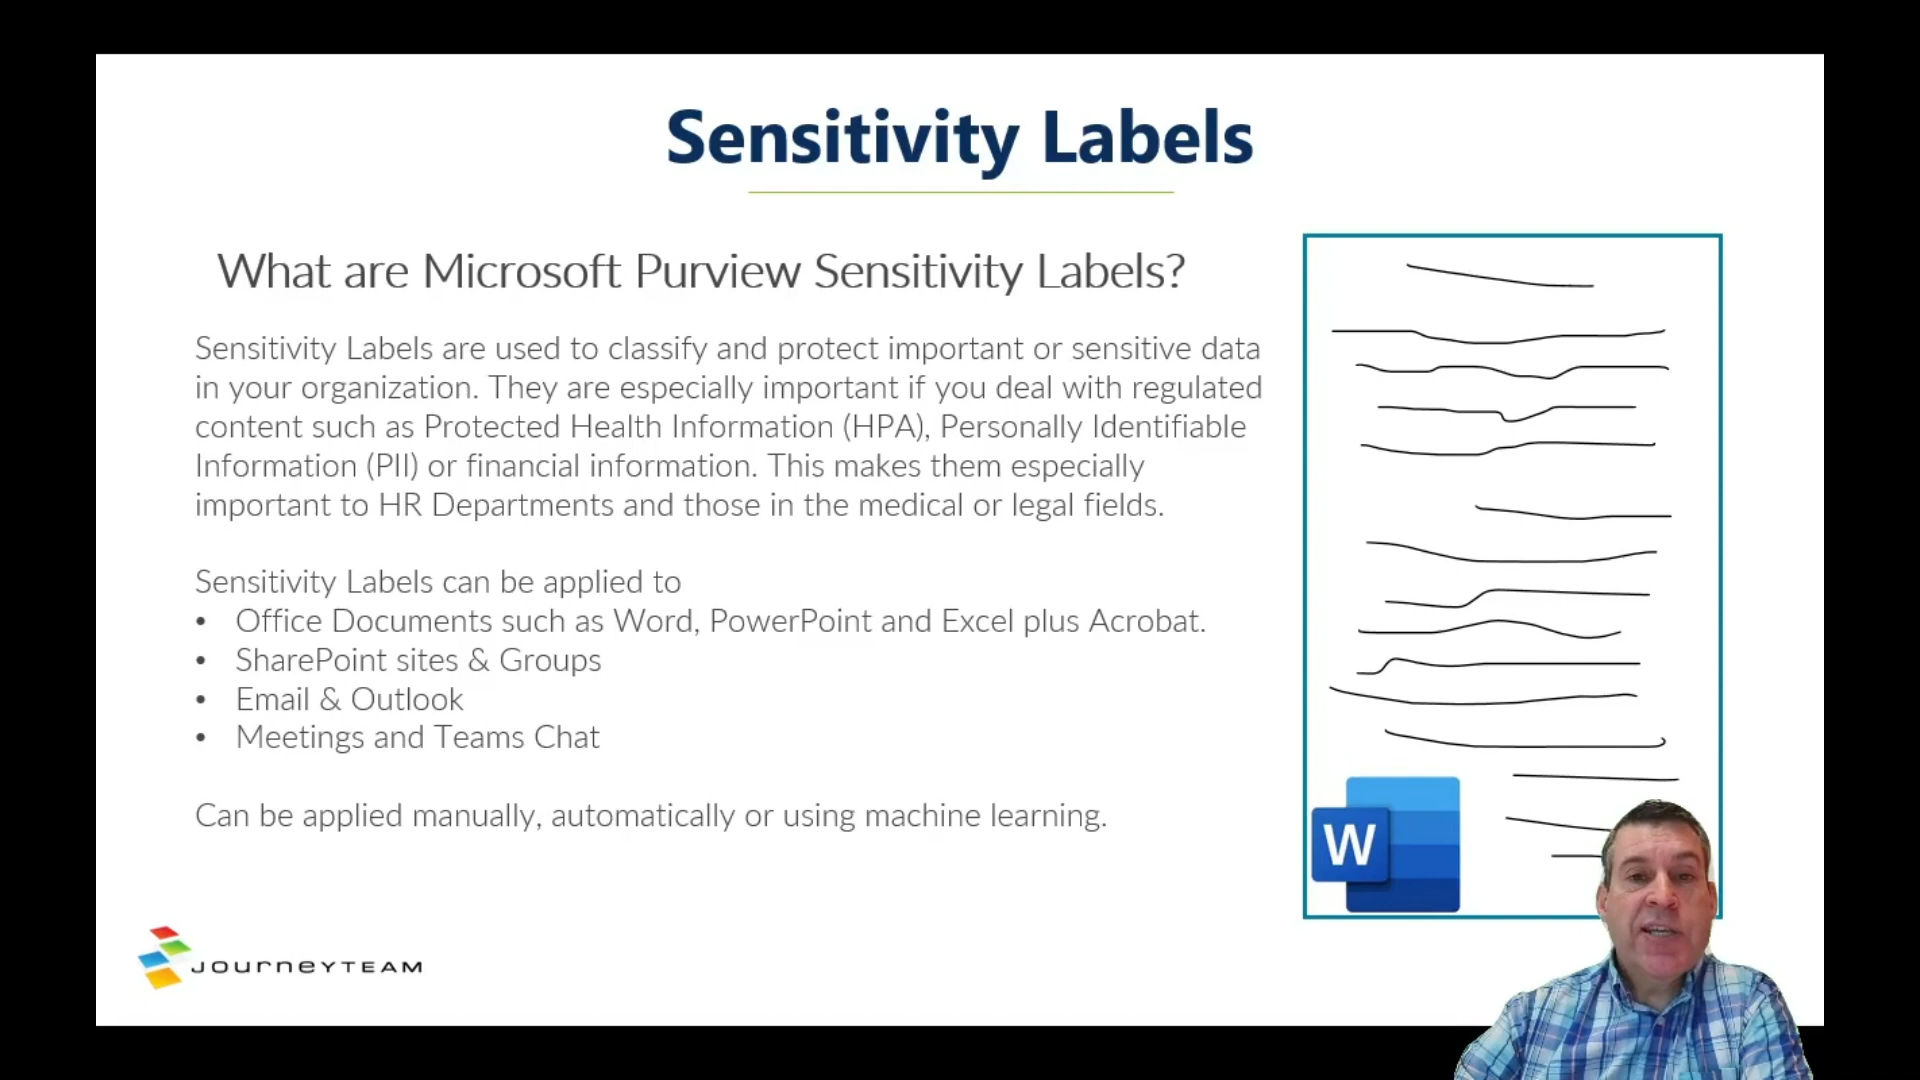 Sensitivity Labels
What are Microsoft Purview Sensitivity Labels?
Sensitivity Labels are used to classify and protect important or sensitive data
in your organization. They are especially important if you deal with regulated
content such as Protected Health Information (HPA), Personally Identifiable
Information (PII) or financial information. This makes them especially
important to HR Departments and those in the medical or legal fields.
Sensitivity Labels can be applied to
• Office Documents such as Word, PowerPoint and Excel plus Acrobat.
• SharePoint sites & Groups
• Email & Outlook
• Meetings and Teams Chat
Can be applied manually, automatically or using machine learning.
W
JOURNEYTEAM